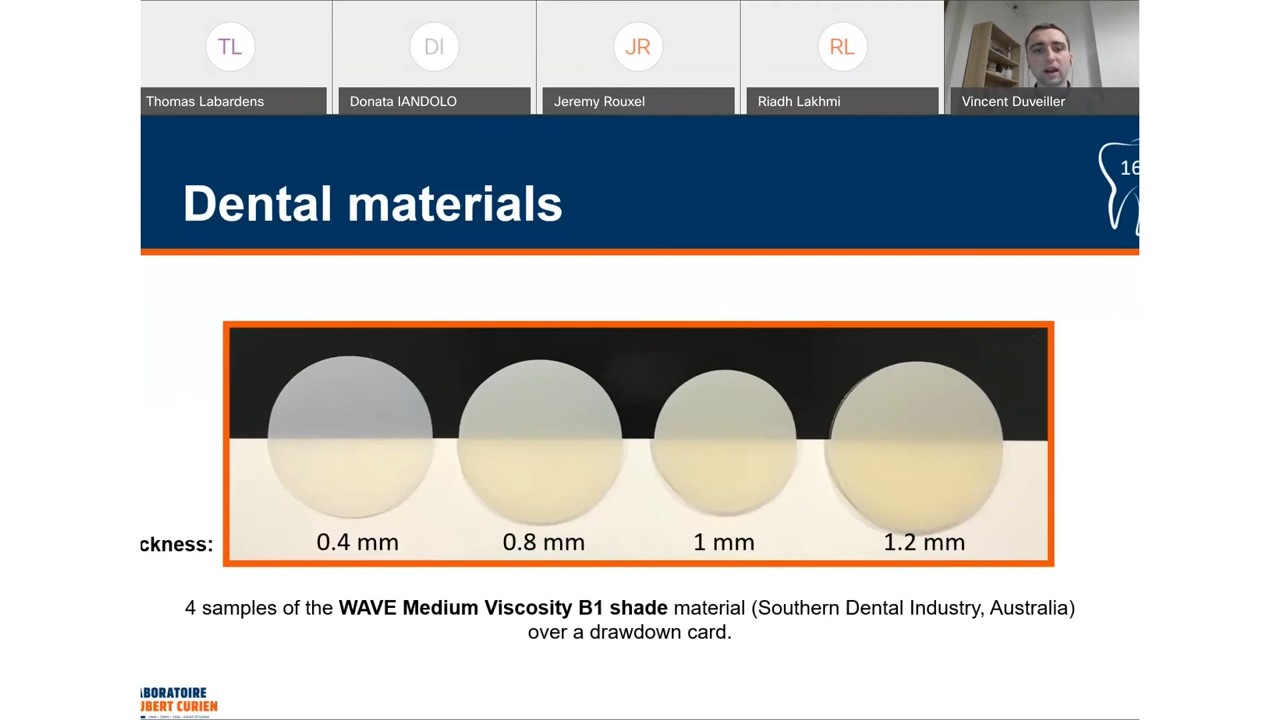 TL
DI
JR
RL
Thomas Labardens
Donata IANDOLO
Jeremy Rouxel
Riadh Lakhmi
Vincent Duveiller
16
Dental materials
ckness:
0.4 mm
0.8 mm
1 mm
1.2 mm
4 samples of the WAVE Medium Viscosity B1 shade material (Southern Dental Industry, Australia)
over a drawdown card.
ABORATOIRE
UBERT CURIEN